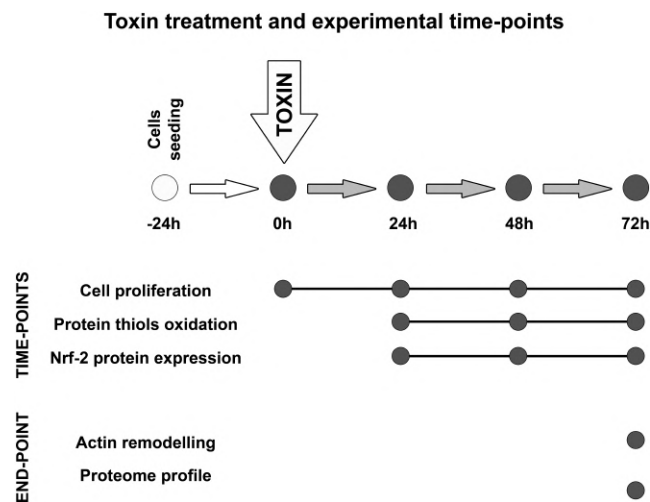 Toxin treatment and experimental time-points
Cells
seeding
TOXIN
-24h
0h
24h
48h
72h
TIME-POINTS
Cell proliferation
Protein thiols oxidation
Nrf-2 protein expression
END-POINT
Actin remodelling
Proteome profile